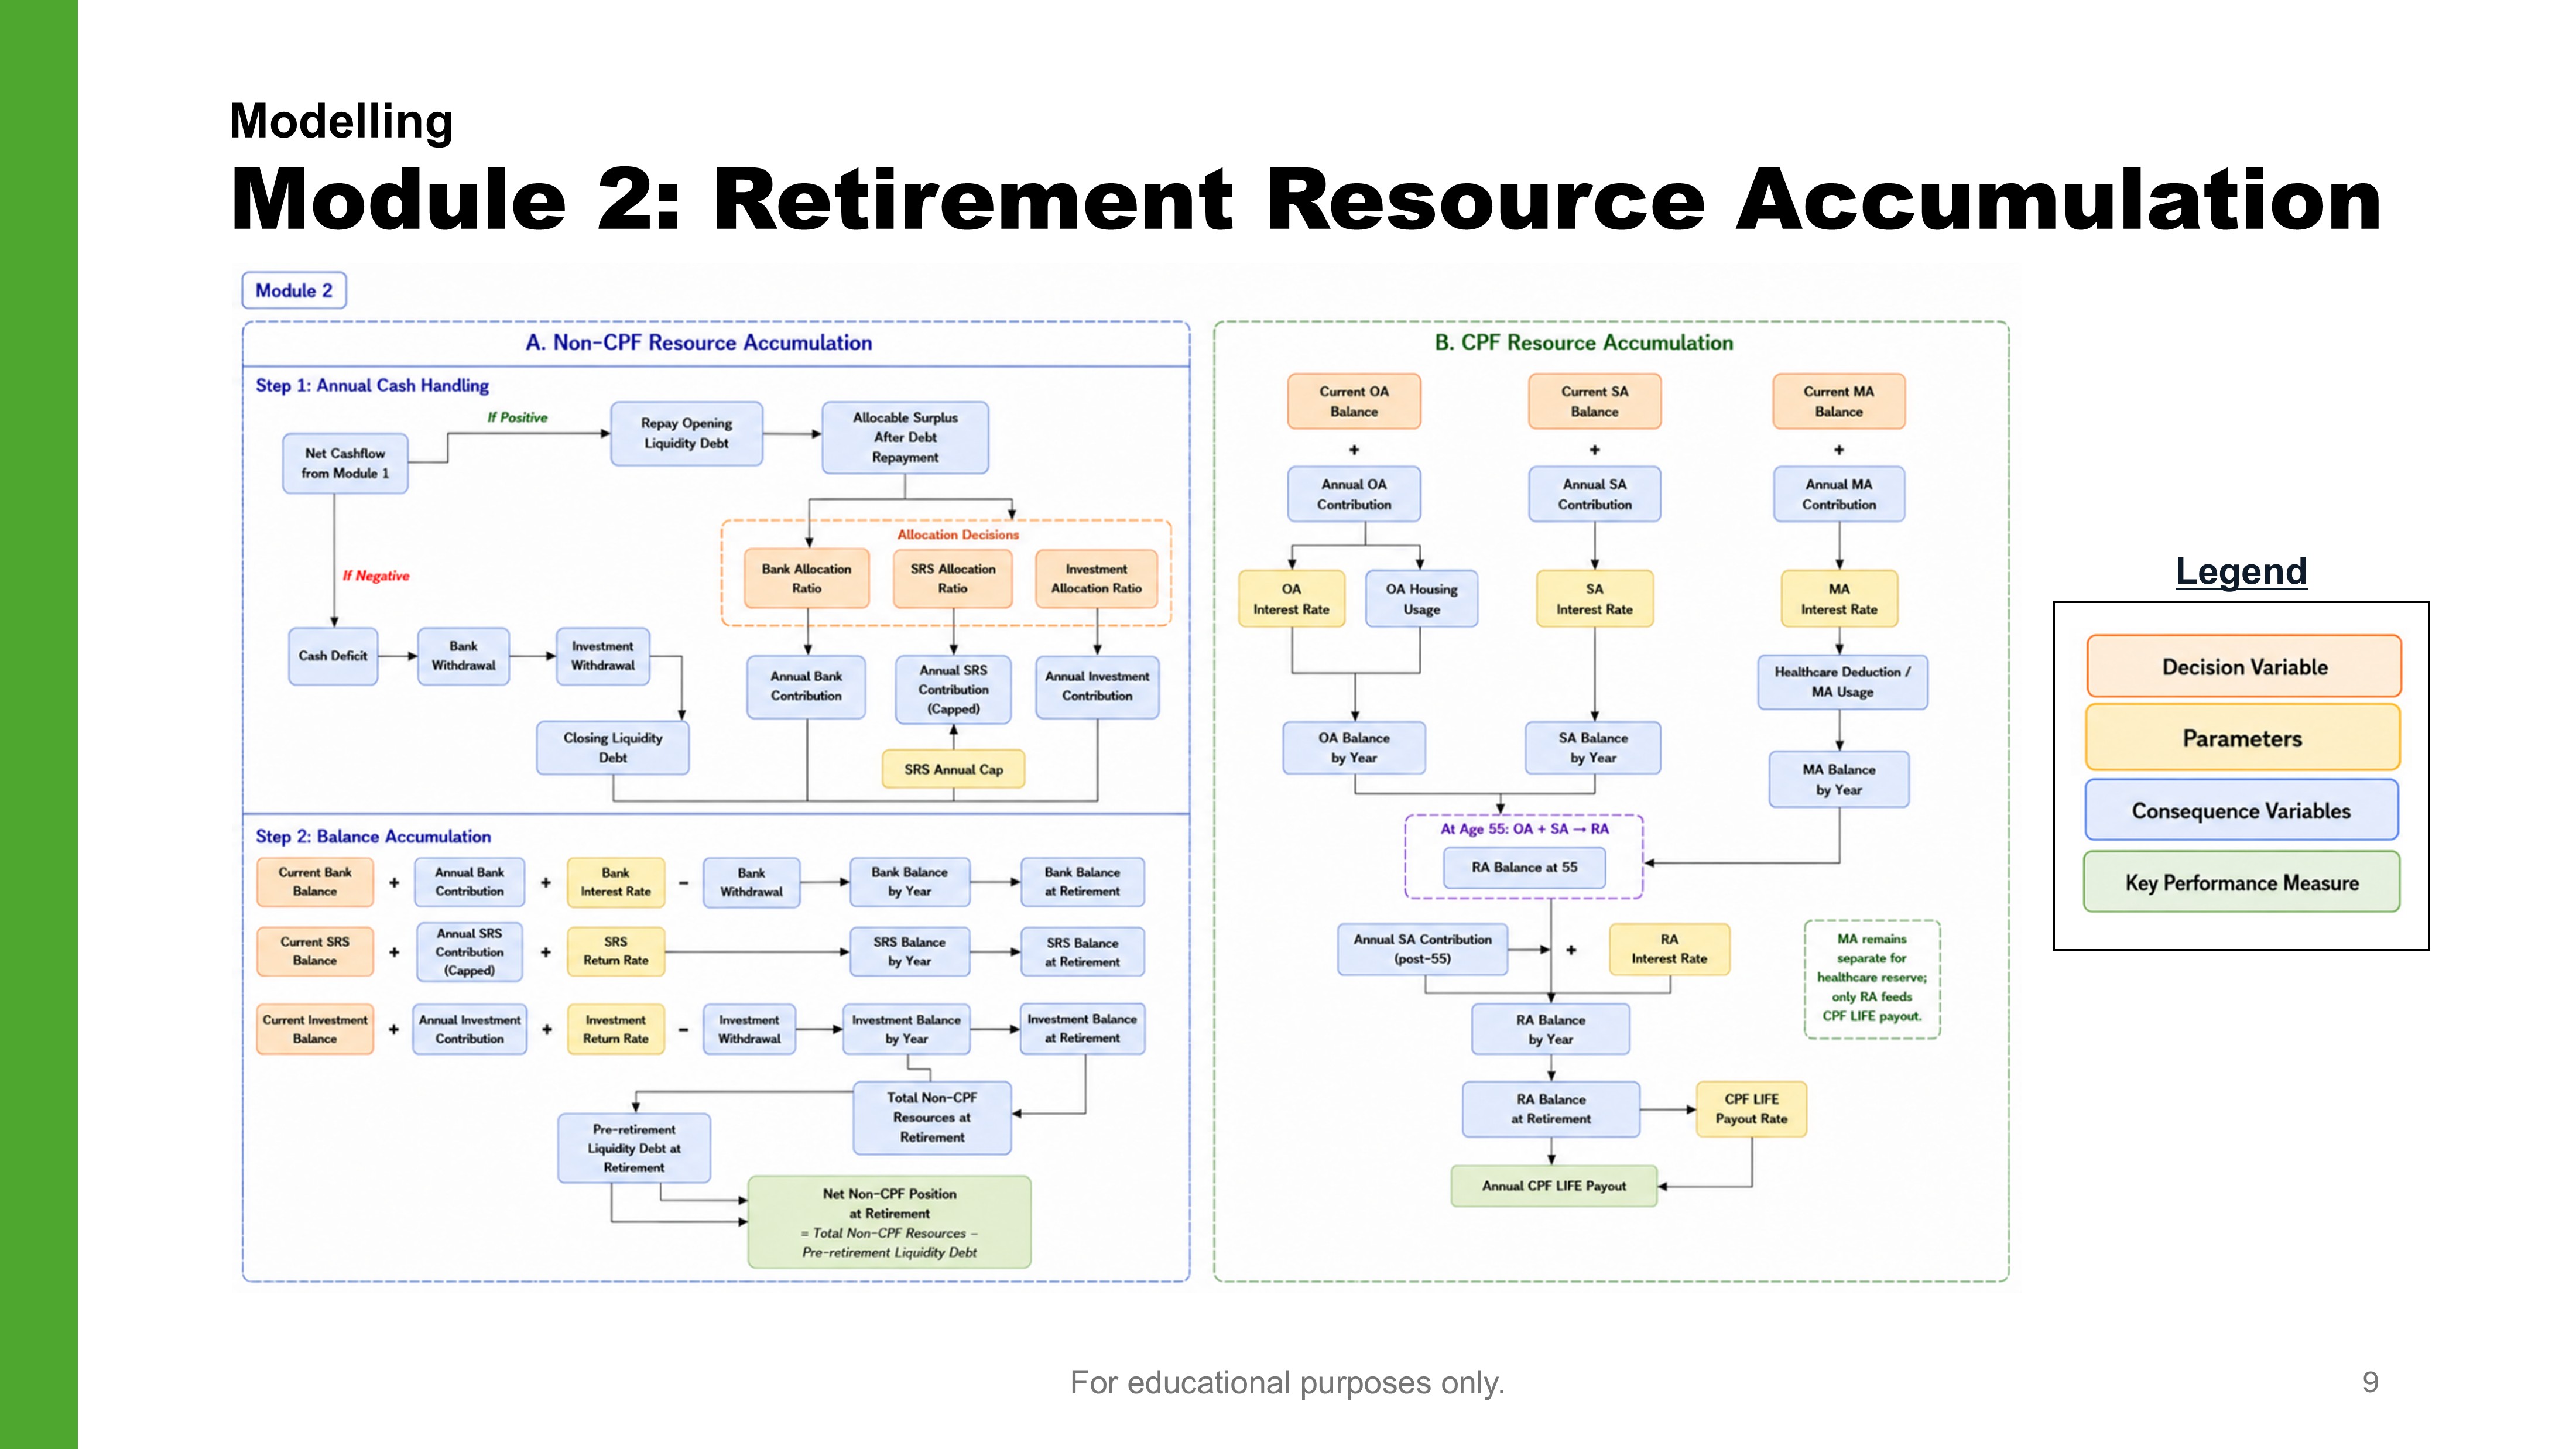 Modelling
Module 2: Retirement Resource Accumulation
Module 2
A. Non-CPF Resource Accumulation
Step 1: Annual Cash Handling
If Positive
Net Cashflow
from Module 1
Repay Opening
Liquidity Debt
Allocable Surplus
After Debt
Repayment
If Negative
Allocation Decisions
Bank Allocation
Ratio
SRS Allocation
Ratio
Investment
Allocation Ratio
Cash Deficit
Bank
Withdrawal
Investment
Withdrawal
Annual Bank
Contribution
Annual SRS
Contribution
(Capped)
Annual Investment
Contribution
Closing Liquidity
Debt
SRS Annual Cap
Step 2: Balance Accumulation
Current Bank
Balance
+
Annual Bank
Contribution
+
Bank
Interest Rate
−
Bank
Withdrawal
Bank Balance
by Year
Bank Balance
at Retirement
Current SRS
Balance
+
Annual SRS
Contribution
(Capped)
+
SRS
Return Rate
SRS Balance
by Year
SRS Balance
at Retirement
Current Investment
Balance
+
Annual Investment
Contribution
+
Investment
Return Rate
−
Investment
Withdrawal
Investment Balance
by Year
Investment Balance
at Retirement
Total Non-CPF
Resources at
Retirement
Pre-retirement
Liquidity Debt at
Retirement
Net Non-CPF Position
at Retirement
= Total Non-CPF Resources −
Pre-retirement Liquidity Debt
B. CPF Resource Accumulation
Current OA
Balance
Current SA
Balance
Current MA
Balance
+
+
+
Annual OA
Contribution
Annual SA
Contribution
Annual MA
Contribution
OA
Interest Rate
OA Housing
Usage
SA
Interest Rate
MA
Interest Rate
Healthcare Deduction /
MA Usage
OA Balance
by Year
SA Balance
by Year
MA Balance
by Year
At Age 55: OA + SA → RA
RA Balance at 55
Annual SA Contribution
(post-55)
+
RA
Interest Rate
MA remains
separate for
healthcare reserve;
only RA feeds
CPF LIFE payout.
RA Balance
by Year
RA Balance
at Retirement
CPF LIFE
Payout Rate
Annual CPF LIFE Payout
Legend
Decision Variable
Parameters
Consequence Variables
Key Performance Measure
For educational purposes only.
9